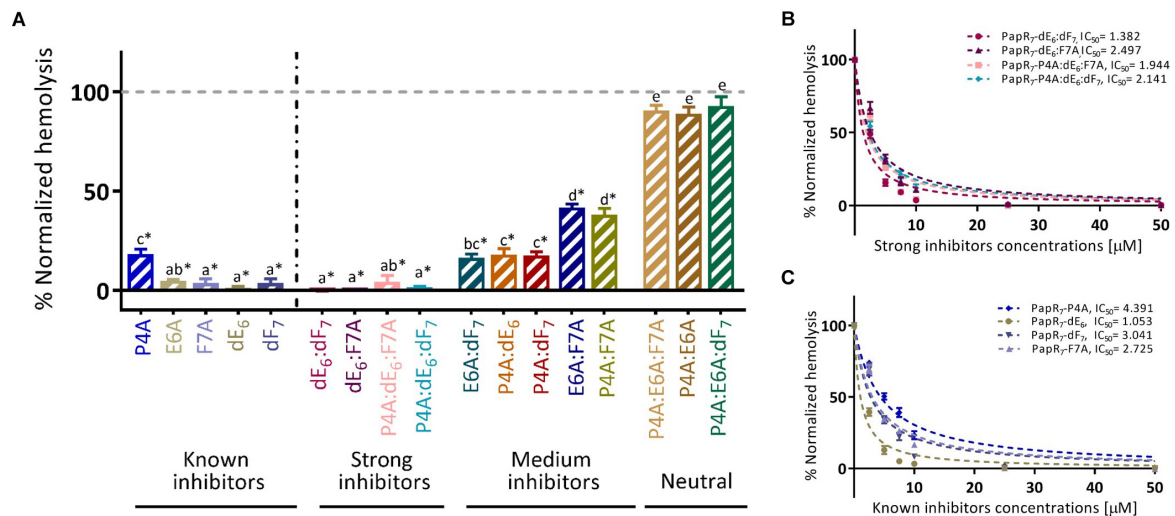 A
% Normalized hemolysis
100
50
0
c*
ab*
a*
a*
a*
a*
a*
ab*
a*
bc*
c*
c*
d*
d*
e
e
e
P4A
E6A
F7A
dE6
dF7
dE6:dF7
dE6:F7A
P4A:dE6:F7A
P4A:dE6:dF7
E6A:dF7
P4A:dE6
P4A:dF7
E6A:F7A
P4A:F7A
P4A:E6A:F7A
P4A:E6A
P4A:E6A:dF7
Known
inhibitors
Strong
inhibitors
Medium
inhibitors
Neutral
B
% Normalized hemolysis
100
50
0
PapR7-dE6:dF7, IC50= 1.382
PapR7-dE6:F7A, IC50= 2.497
PapR7-P4A:dE6:F7A, IC50= 1.944
PapR7-P4A:dE6:dF7, IC50= 2.141
0 10 20 30 40 50
Strong inhibitors concentrations [µM]
C
% Normalized hemolysis
100
50
0
PapR7-P4A, IC50= 4.391
PapR7-dE6, IC50= 1.053
PapR7-dF7, IC50= 3.041
PapR7-F7A, IC50= 2.725
0 10 20 30 40 50
Known inhibitors concentrations [µM]